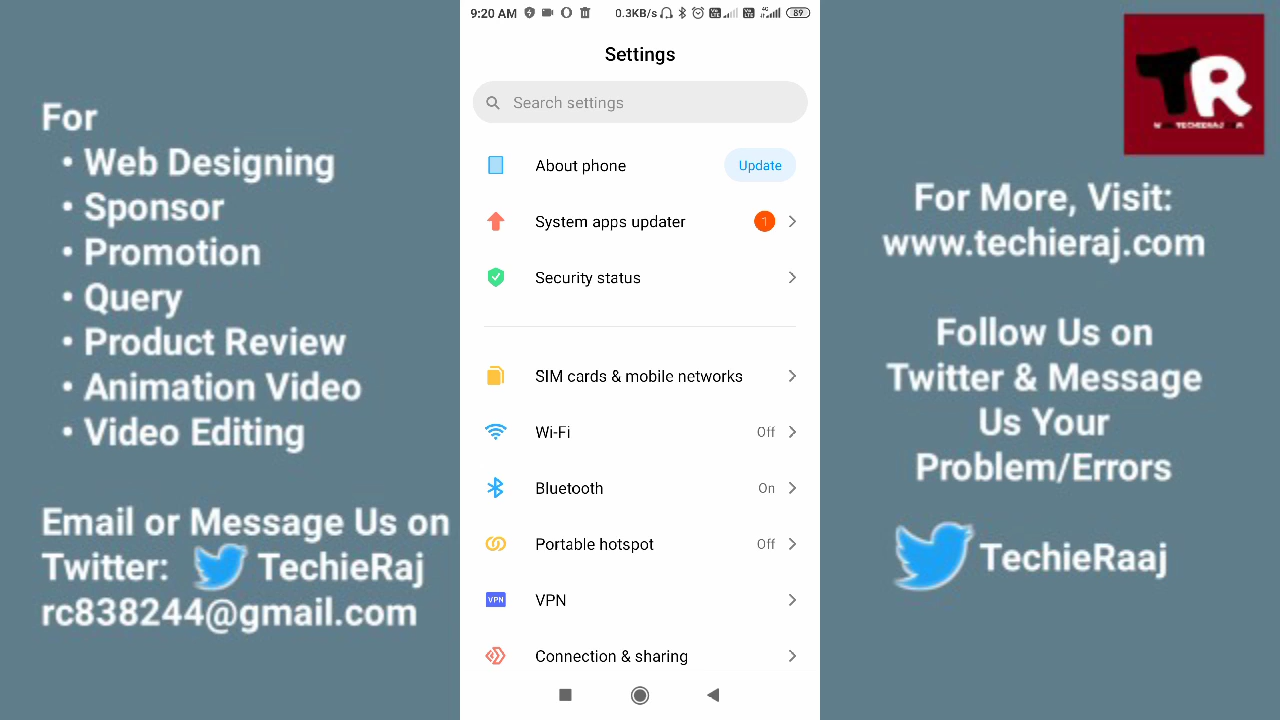 For
• Web Designing
• Sponsor
• Promotion
• Query
• Product Review
• Animation Video
• Video Editing
Email or Message Us on
Twitter: TechieRaj
rc838244@gmail.com
9:20 AM 0.3KB/s 4G 89
Settings
Search settings
About phone Update
System apps updater 1
Security status
SIM cards & mobile networks
Wi-Fi Off
Bluetooth On
Portable hotspot Off
VPN VPN
Connection & sharing
TR
For More, Visit:
www.techieraj.com
Follow Us on
Twitter & Message
Us Your
Problem/Errors
TechieRaaj